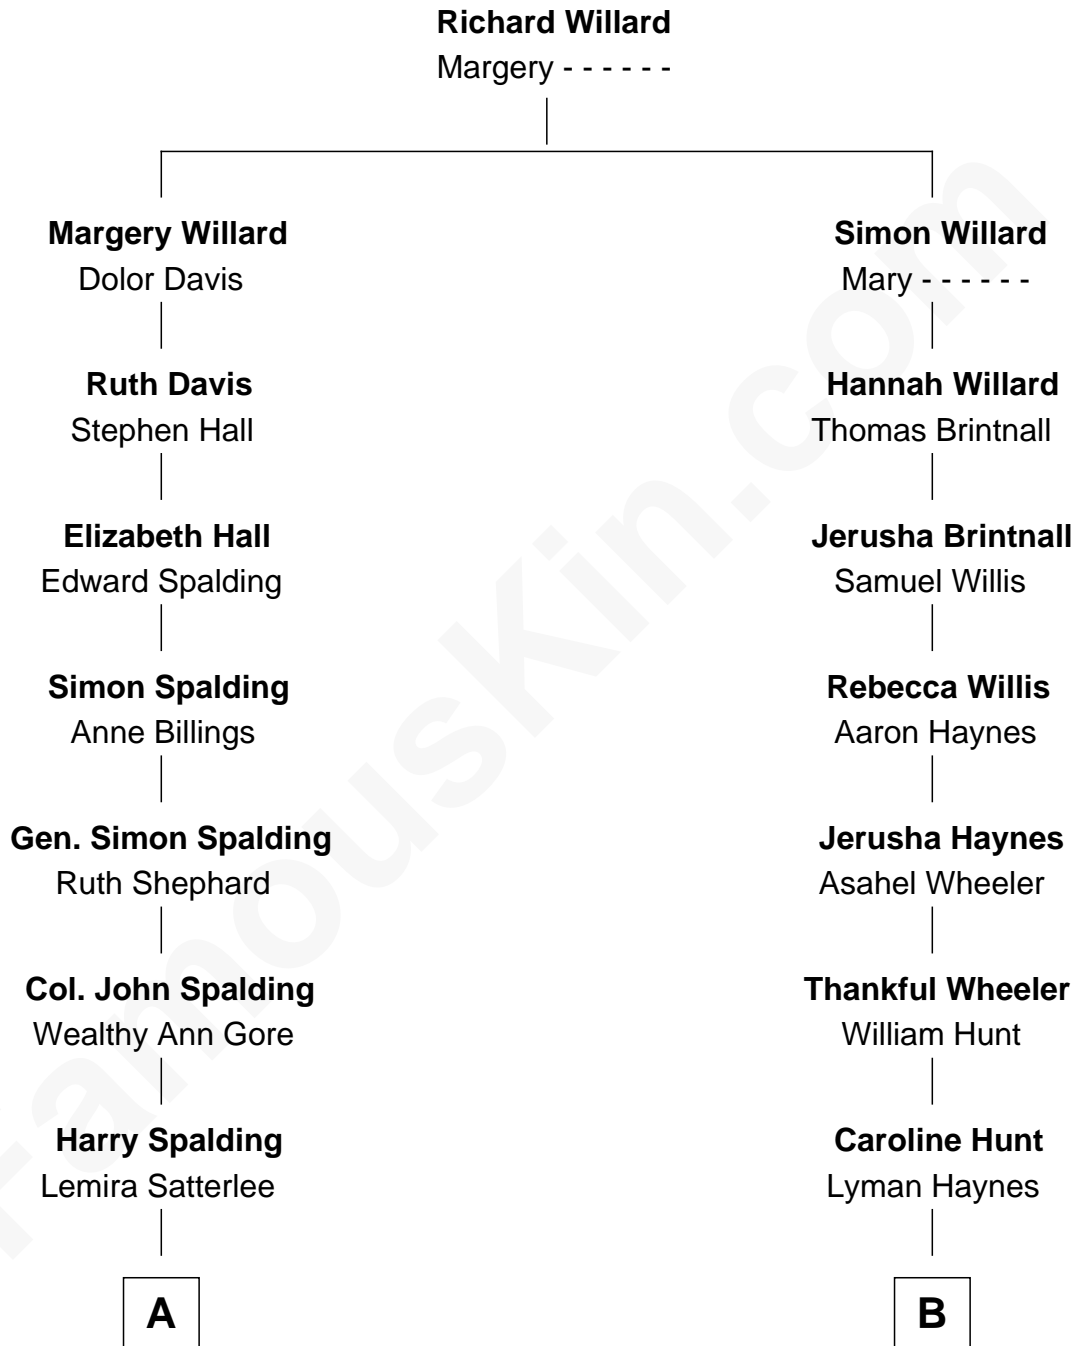 Richard Willard
Margery - - - - - -
Margery Willard
Dolor Davis
Simon Willard
Mary - - - - - -
Ruth Davis
Stephen Hall
Hannah Willard
Thomas Brintnall
Elizabeth Hall
Edward Spalding
Jerusha Brintnall
Samuel Willis
Simon Spalding
Anne Billings
Rebecca Willis
Aaron Haynes
Gen. Simon Spalding
Ruth Shephard
Jerusha Haynes
Asahel Wheeler
Col. John Spalding
Wealthy Ann Gore
Thankful Wheeler
William Hunt
Harry Spalding
Lemira Satterlee
Caroline Hunt
Lyman Haynes
A
B
FamousKin.com